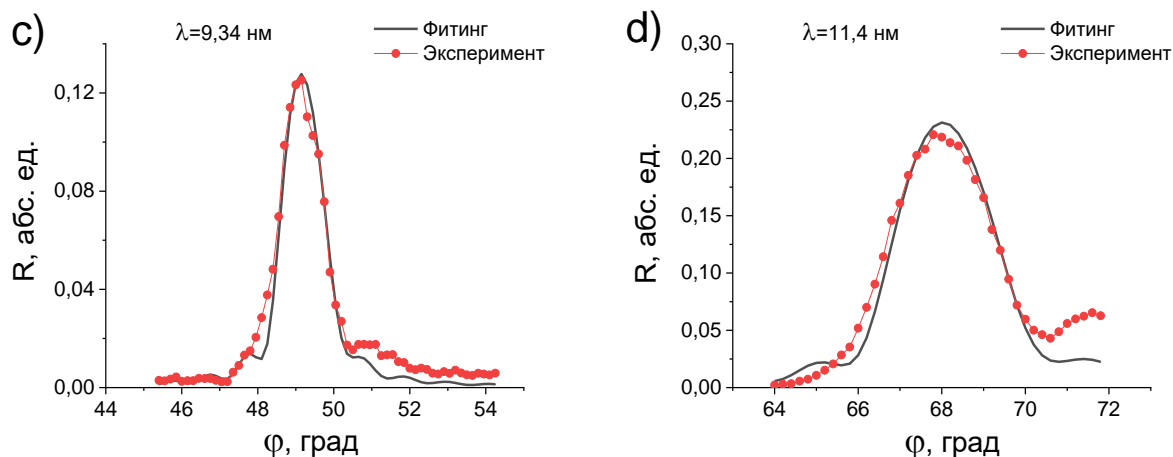 c)
λ=9,34 нм
Фитинг
Эксперимент
R, абс. ед.
0,12
0,08
0,04
0,00
44 46 48 50 52 54
φ, град
d)
λ=11,4 нм
Фитинг
Эксперимент
R, абс. ед.
0,30
0,25
0,20
0,15
0,10
0,05
0,00
64 66 68 70 72
φ, град